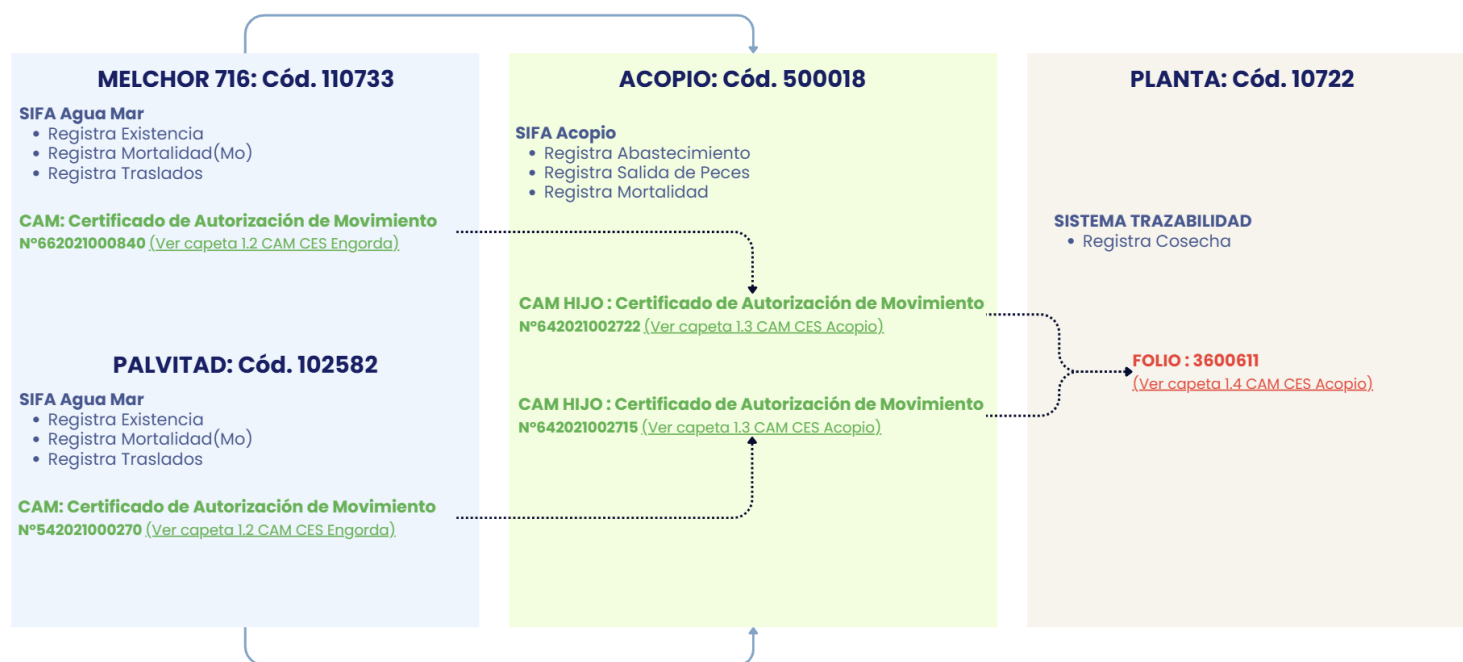 MELCHOR 716: Cód. 110733
SIFA Agua Mar
• Registra Existencia
• Registra Mortalidad(Mo)
• Registra Traslados
CAM: Certificado de Autorización de Movimiento
N°662021000840 (Ver capeta 1.2 CAM CES Engorda)
PALVITAD: Cód. 102582
SIFA Agua Mar
• Registra Existencia
• Registra Mortalidad(Mo)
• Registra Traslados
CAM: Certificado de Autorización de Movimiento
N°542021000270 (Ver capeta 1.2 CAM CES Engorda)
ACOPIO: Cód. 500018
SIFA Acopio
• Registra Abastecimiento
• Registra Salida de Peces
• Registra Mortalidad
CAM HIJO : Certificado de Autorización de Movimiento
N°642021002722 (Ver capeta 1.3 CAM CES Acopio)
CAM HIJO : Certificado de Autorización de Movimiento
N°642021002715 (Ver capeta 1.3 CAM CES Acopio)
PLANTA: Cód. 10722
SISTEMA TRAZABILIDAD
• Registra Cosecha
FOLIO : 3600611
(Ver capeta 1.4 CAM CES Acopio)